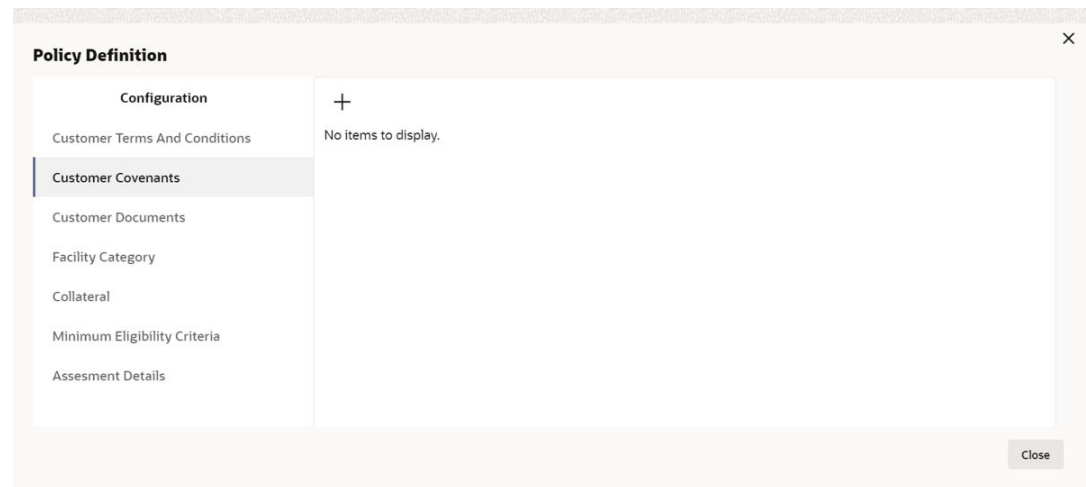 Policy Definition
Configuration
Customer Terms And Conditions
Customer Covenants
Customer Documents
Facility Category
Collateral
Minimum Eligibility Criteria
Assesment Details
No items to display.
Close